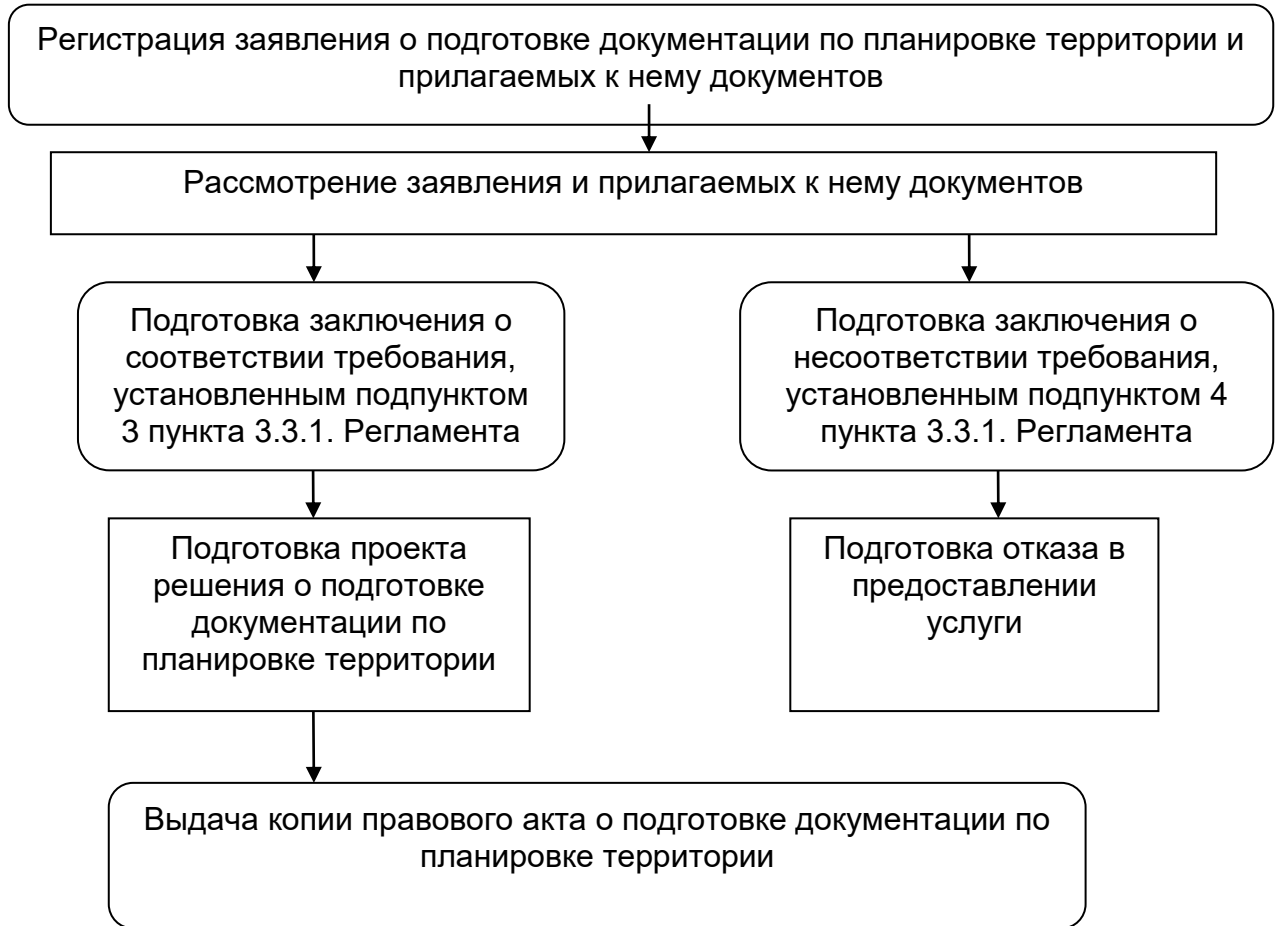 Регистрация заявления о подготовке документации по планировке территории и
прилагаемых к нему документов
Рассмотрение заявления и прилагаемых к нему документов
Подготовка заключения о
соответствии требования,
установленным подпунктом
3 пункта 3.3.1. Регламента
Подготовка заключения о
несоответствии требования,
установленным подпунктом 4
пункта 3.3.1. Регламента
Подготовка проекта
решения о подготовке
документации по
планировке территории
Подготовка отказа в
предоставлении
услуги
Выдача копии правового акта о подготовке документации по
планировке территории